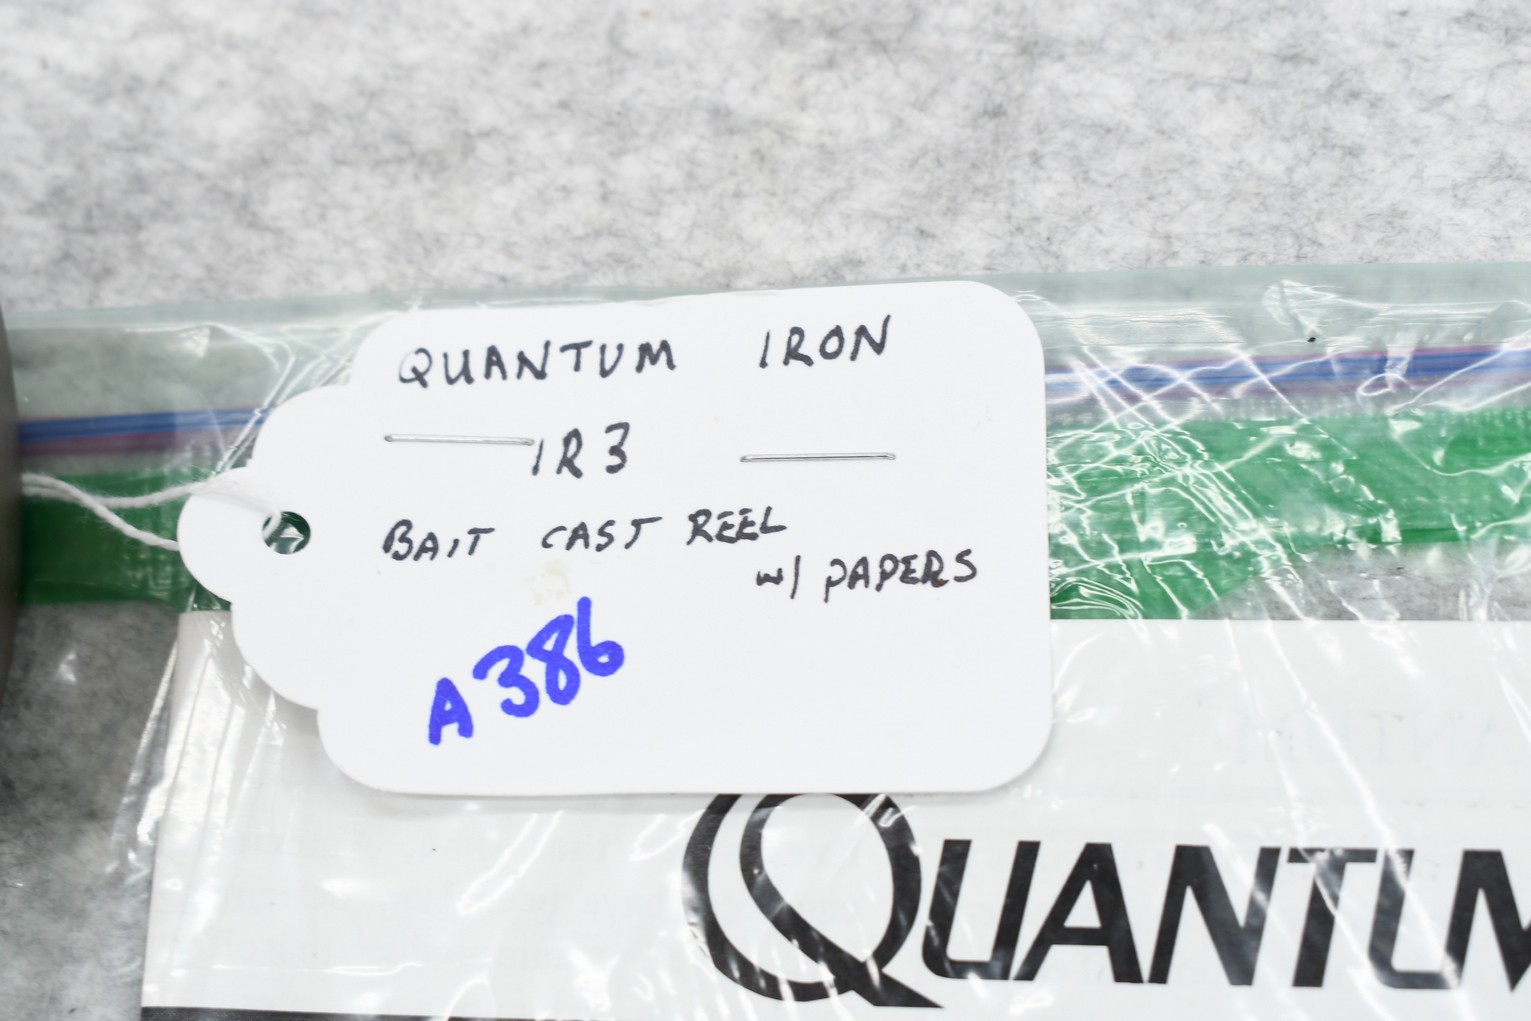 QUANTUM IRON
IR3
BAIT CAST REEL
w/ PAPERS
A386
QUANTUM